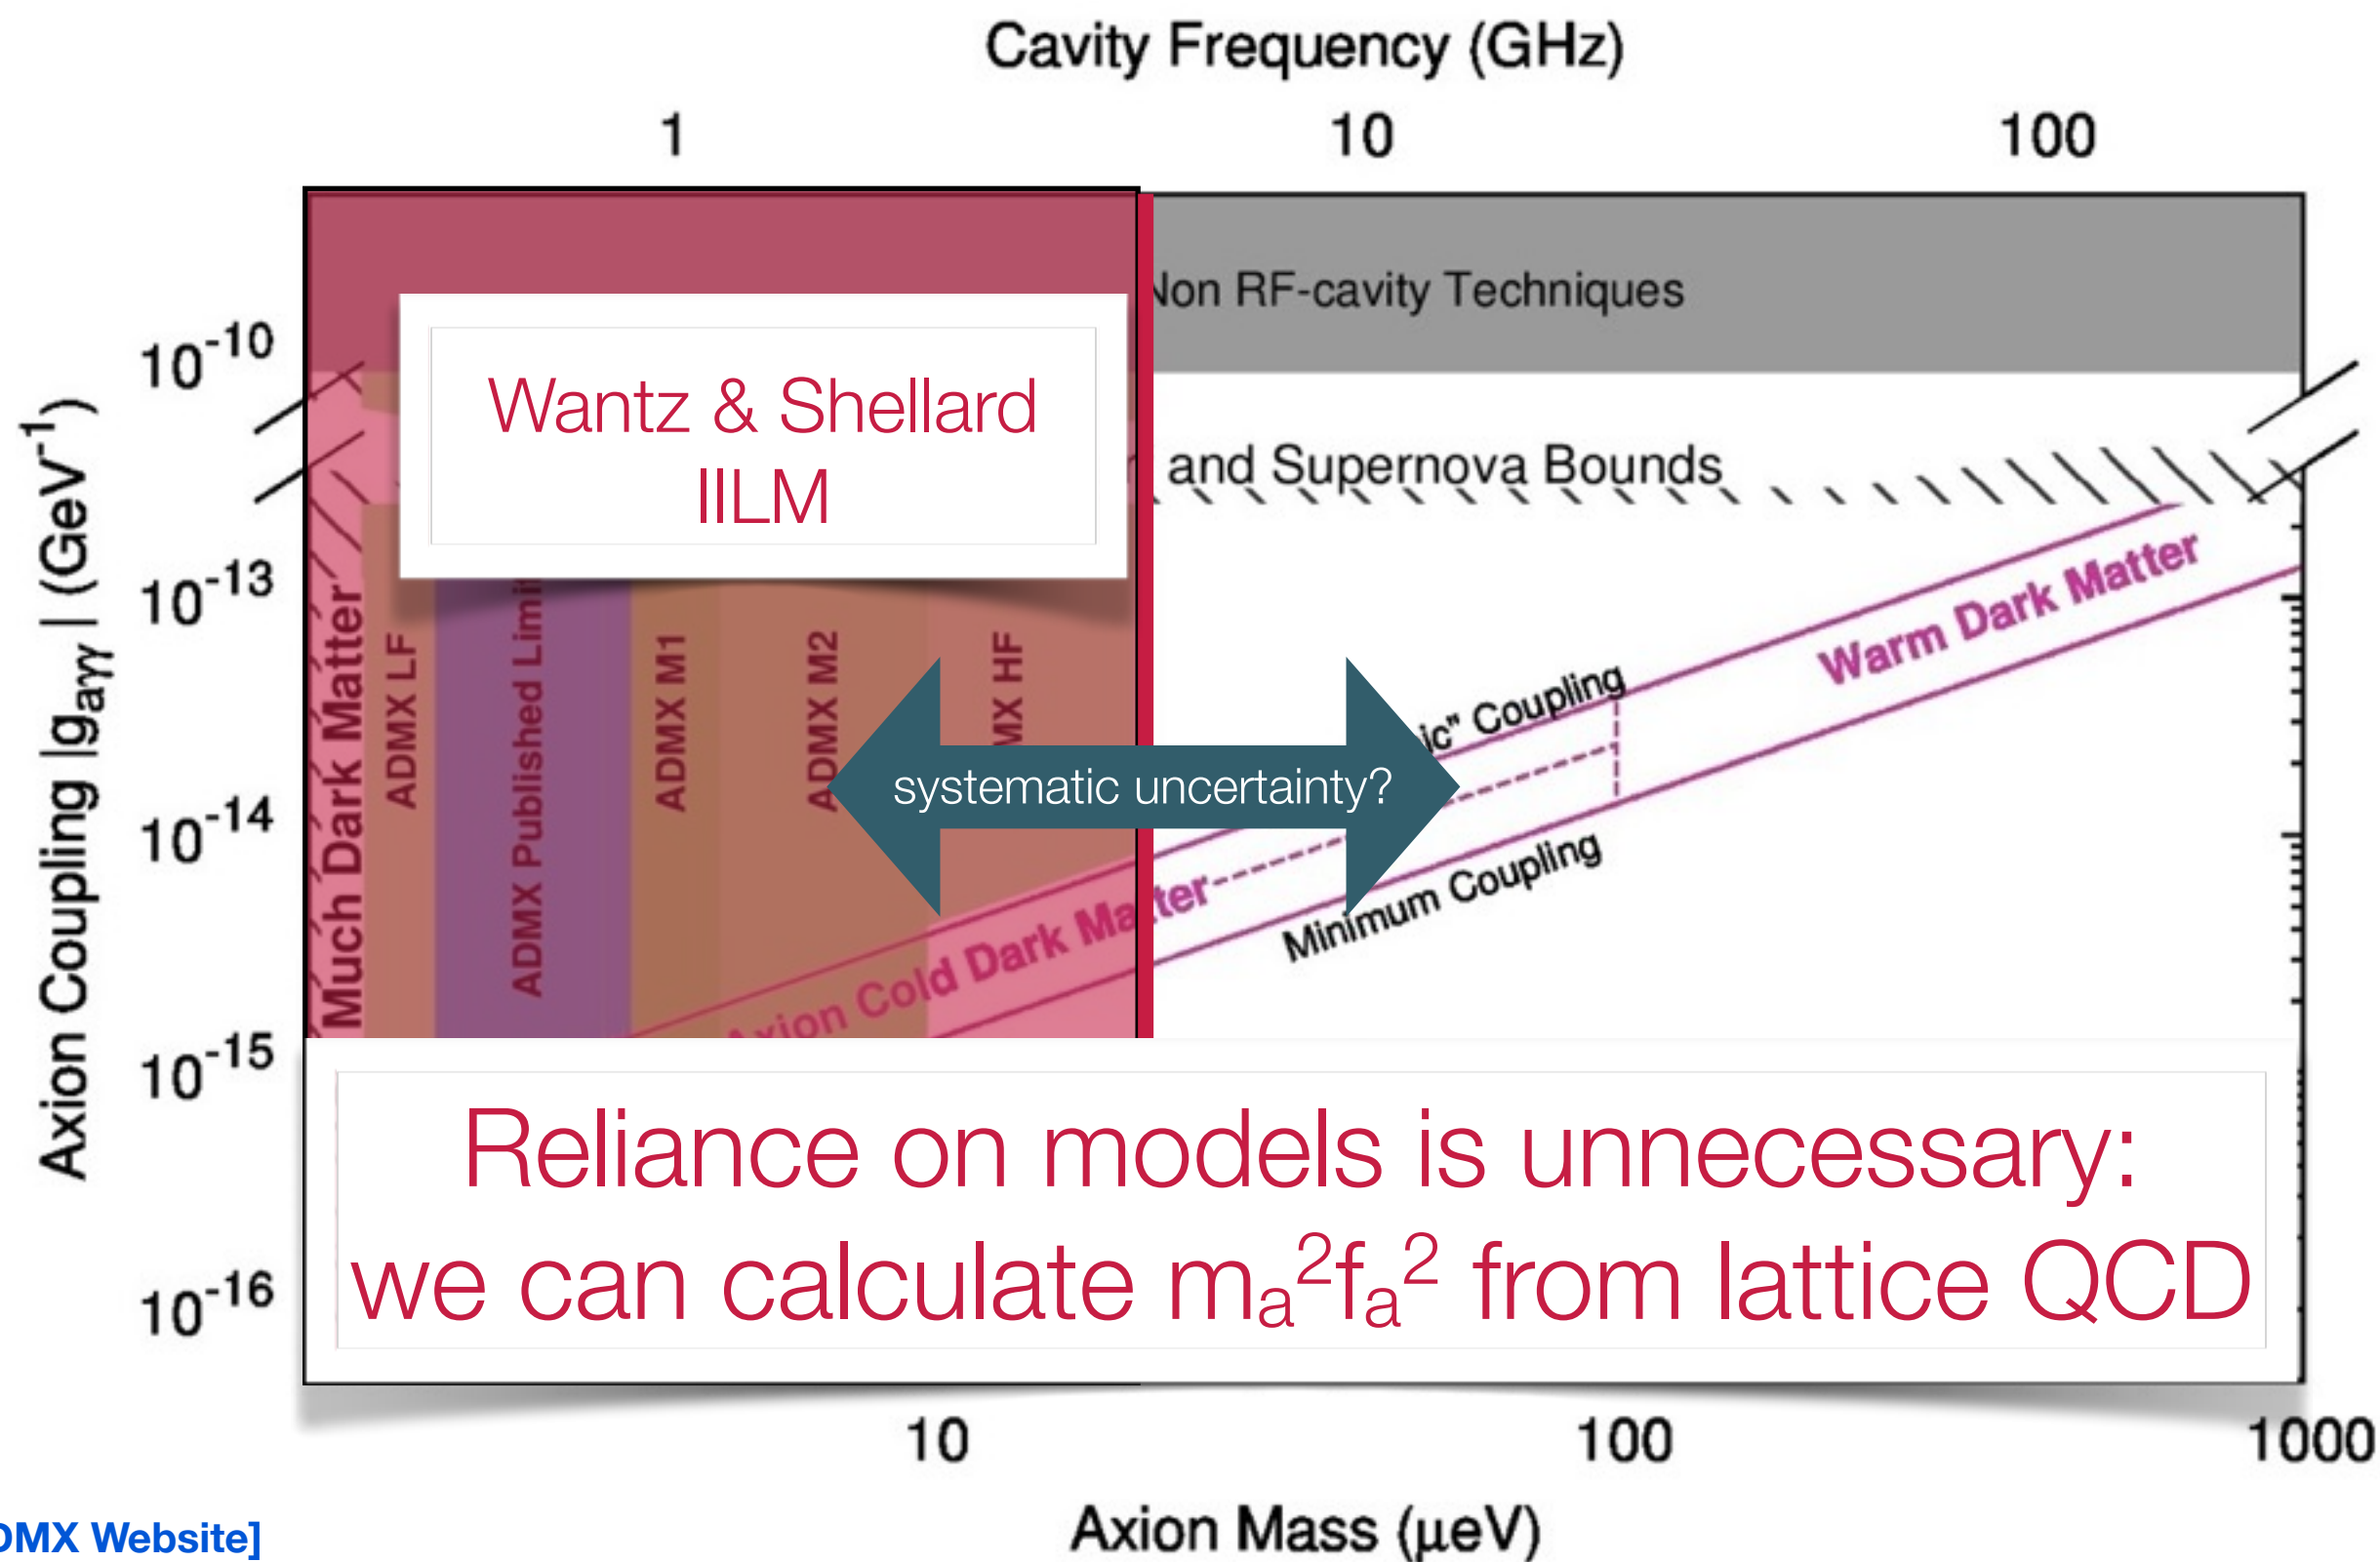 Cavity Frequency (GHz)
1 10 100
Non RF-cavity Techniques
Axion Coupling |gaγγ| (GeV⁻¹)
10⁻¹⁰
Wantz & Shellard
IILM
and Supernova Bounds
10⁻¹³
10⁻¹⁴
10⁻¹⁵
10⁻¹⁶
Much Dark Matter
ADMX LF
ADMX Published Limi
ADMX M1
ADMX M2
MX HF
systematic uncertainty?
ic" Coupling
Warm Dark Matter
Axion Cold Dark Matter
Minimum Coupling
Reliance on models is unnecessary:
we can calculate mₐ²fₐ² from lattice QCD
10 100 1000
Axion Mass (μeV)
DMX Website]